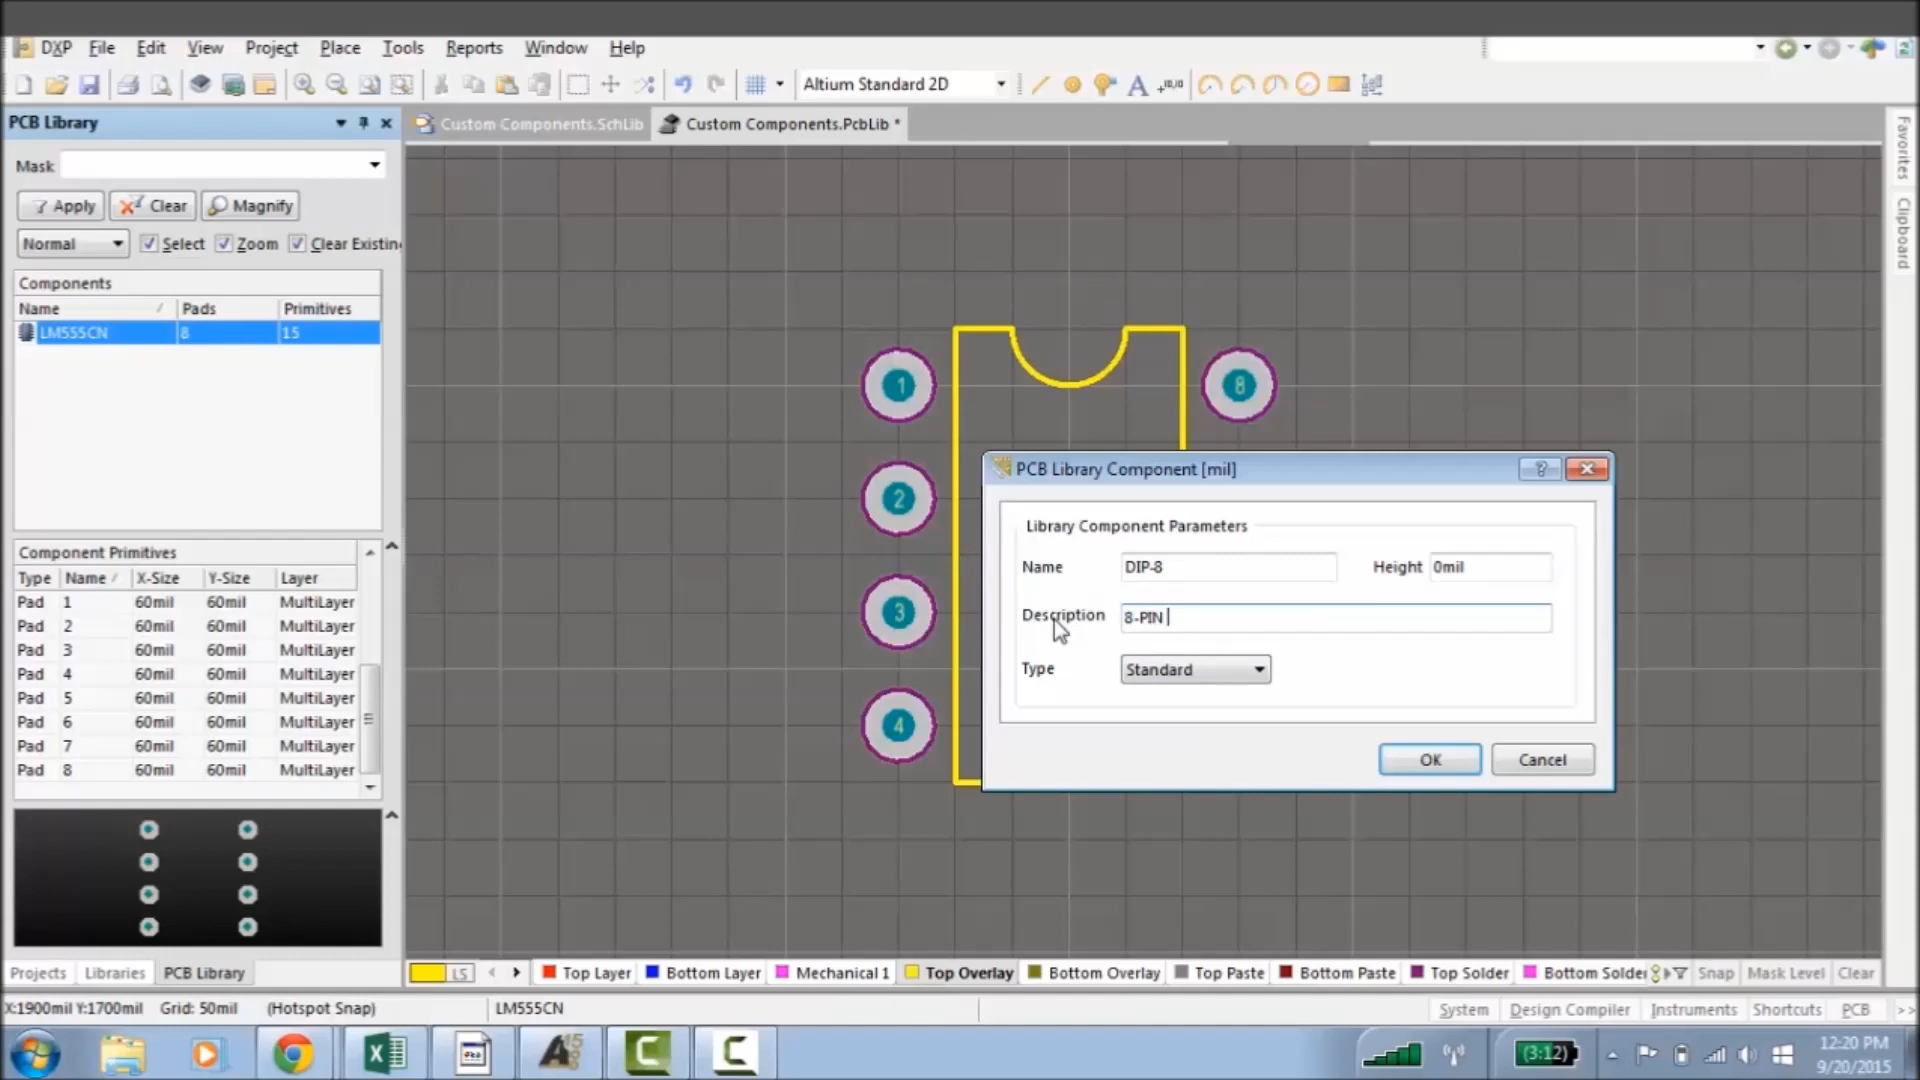 DXP File Edit View Project Place Tools Reports Window Help
Altium Standard 2D
PCB Library
Custom Components.SchLib
Custom Components.PcbLib *
Favorites
Clipboard
Mask
Apply Clear Magnify
Normal Select Zoom Clear Existin
Components
Name Pads Primitives
LM555CN 8 15
Component Primitives
Type Name X-Size Y-Size Layer
Pad 1 60mil 60mil MultiLayer
Pad 2 60mil 60mil MultiLayer
Pad 3 60mil 60mil MultiLayer
Pad 4 60mil 60mil MultiLayer
Pad 5 60mil 60mil MultiLayer
Pad 6 60mil 60mil MultiLayer
Pad 7 60mil 60mil MultiLayer
Pad 8 60mil 60mil MultiLayer
1
2
3
4
8
PCB Library Component [mil]
Library Component Parameters
Name DIP-8 Height 0mil
Description 8-PIN
Type Standard
OK Cancel
Projects Libraries PCB Library
LS Top Layer Bottom Layer Mechanical 1 Top Overlay Bottom Overlay Top Paste Bottom Paste Top Solder Bottom Solder Snap Mask Level Clear
X:1900mil Y:1700mil Grid: 50mil (Hotspot Snap) LM555CN
System Design Compiler Instruments Shortcuts PCB >>
(3:12)
12:20 PM
9/20/2015